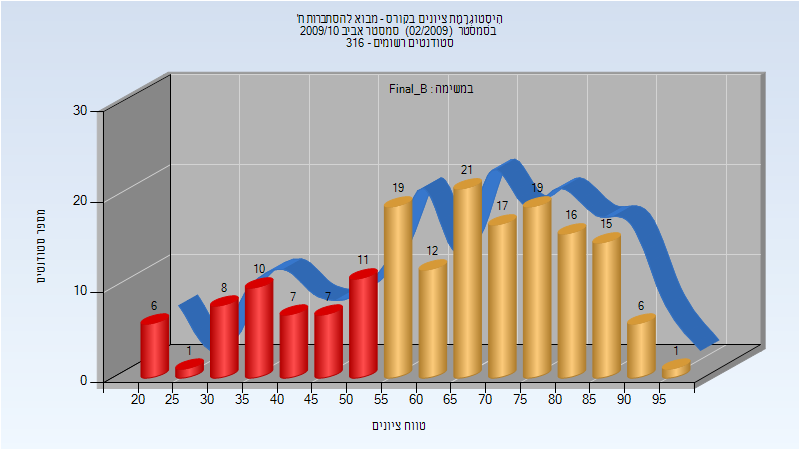 היסטוגרמת ציונים בקורס - מבוא להסתברות ח'
בסמסטר (02/2009) סמסטר אביב 2009/10
סטודנטים רשומים - 316
במשימה : Final_B
מספר סטודנטים
30
20
10
0
6
1
8
10
7
7
11
19
12
21
17
19
16
15
6
1
20 25 30 35 40 45 50 55 60 65 70 75 80 85 90 95
טווח ציונים